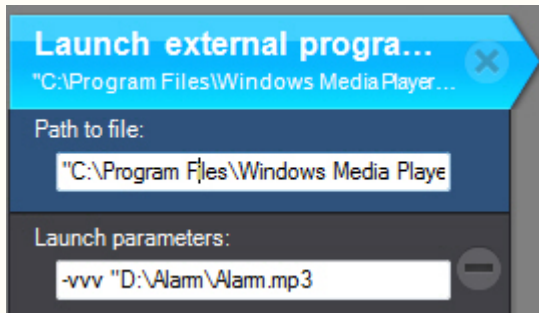 Launch external progra...
"C:\Program Files\Windows Media Player...
Path to file:
"C:\Program Files\Windows Media Playe
Launch parameters:
-vvv "D:\Alarm\Alarm.mp3